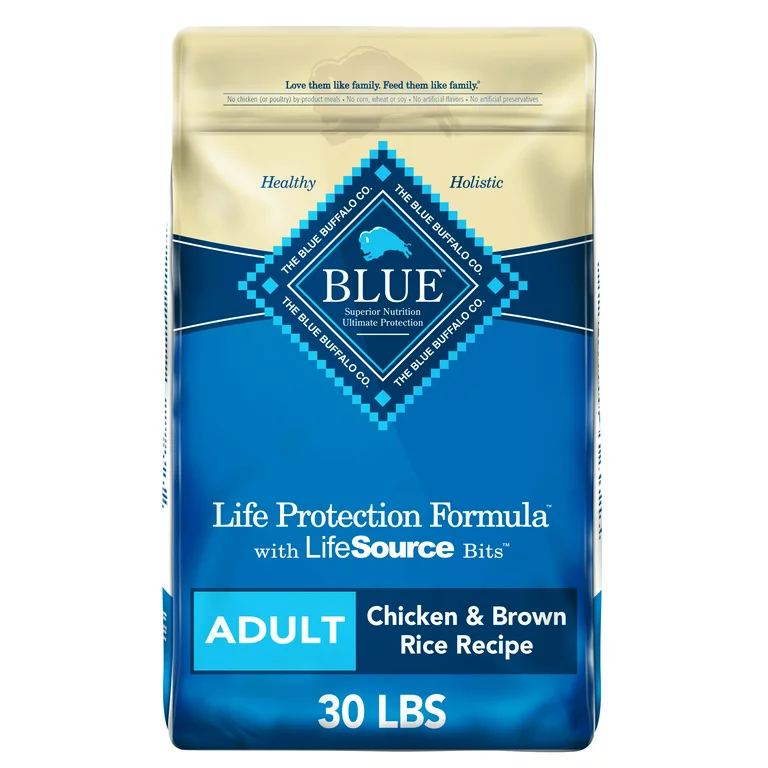 Love them like family. Feed them like family.®
No chicken (or poultry) by-product meals • No corn, wheat or soy • No artificial flavors • No artificial preservatives
Healthy
Holistic
THE BLUE BUFFALO CO.
THE BLUE BUFFALO CO.
BLUE™
Superior Nutrition
Ultimate Protection
THE BLUE BUFFALO CO.
THE BLUE BUFFALO CO.
Life Protection Formula™
with LifeSource Bits™
ADULT
Chicken & Brown
Rice Recipe
30 LBS